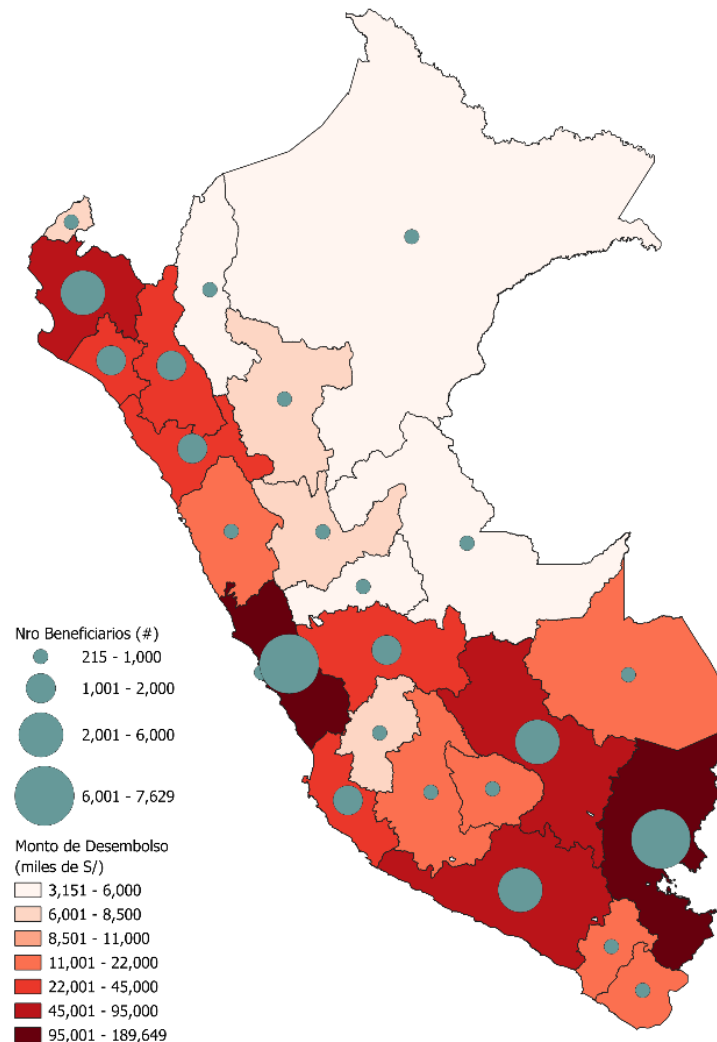 Nro Beneficiarios (#)
215 - 1,000
1,001 - 2,000
2,001 - 6,000
6,001 - 7,629
Monto de Desembolso
(miles de S/)
3,151 - 6,000
6,001 - 8,500
8,501 - 11,000
11,001 - 22,000
22,001 - 45,000
45,001 - 95,000
95,001 - 189,649